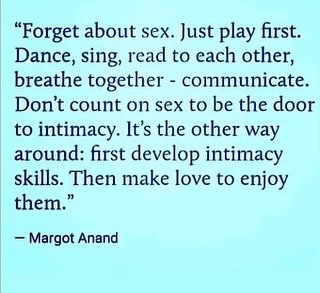 “Forget about sex. Just play first.
Dance, sing, read to each other,
breathe together - communicate.
Don’t count on sex to be the door
to intimacy. It’s the other way
around: first develop intimacy
skills. Then make love to enjoy
them.”
— Margot Anand